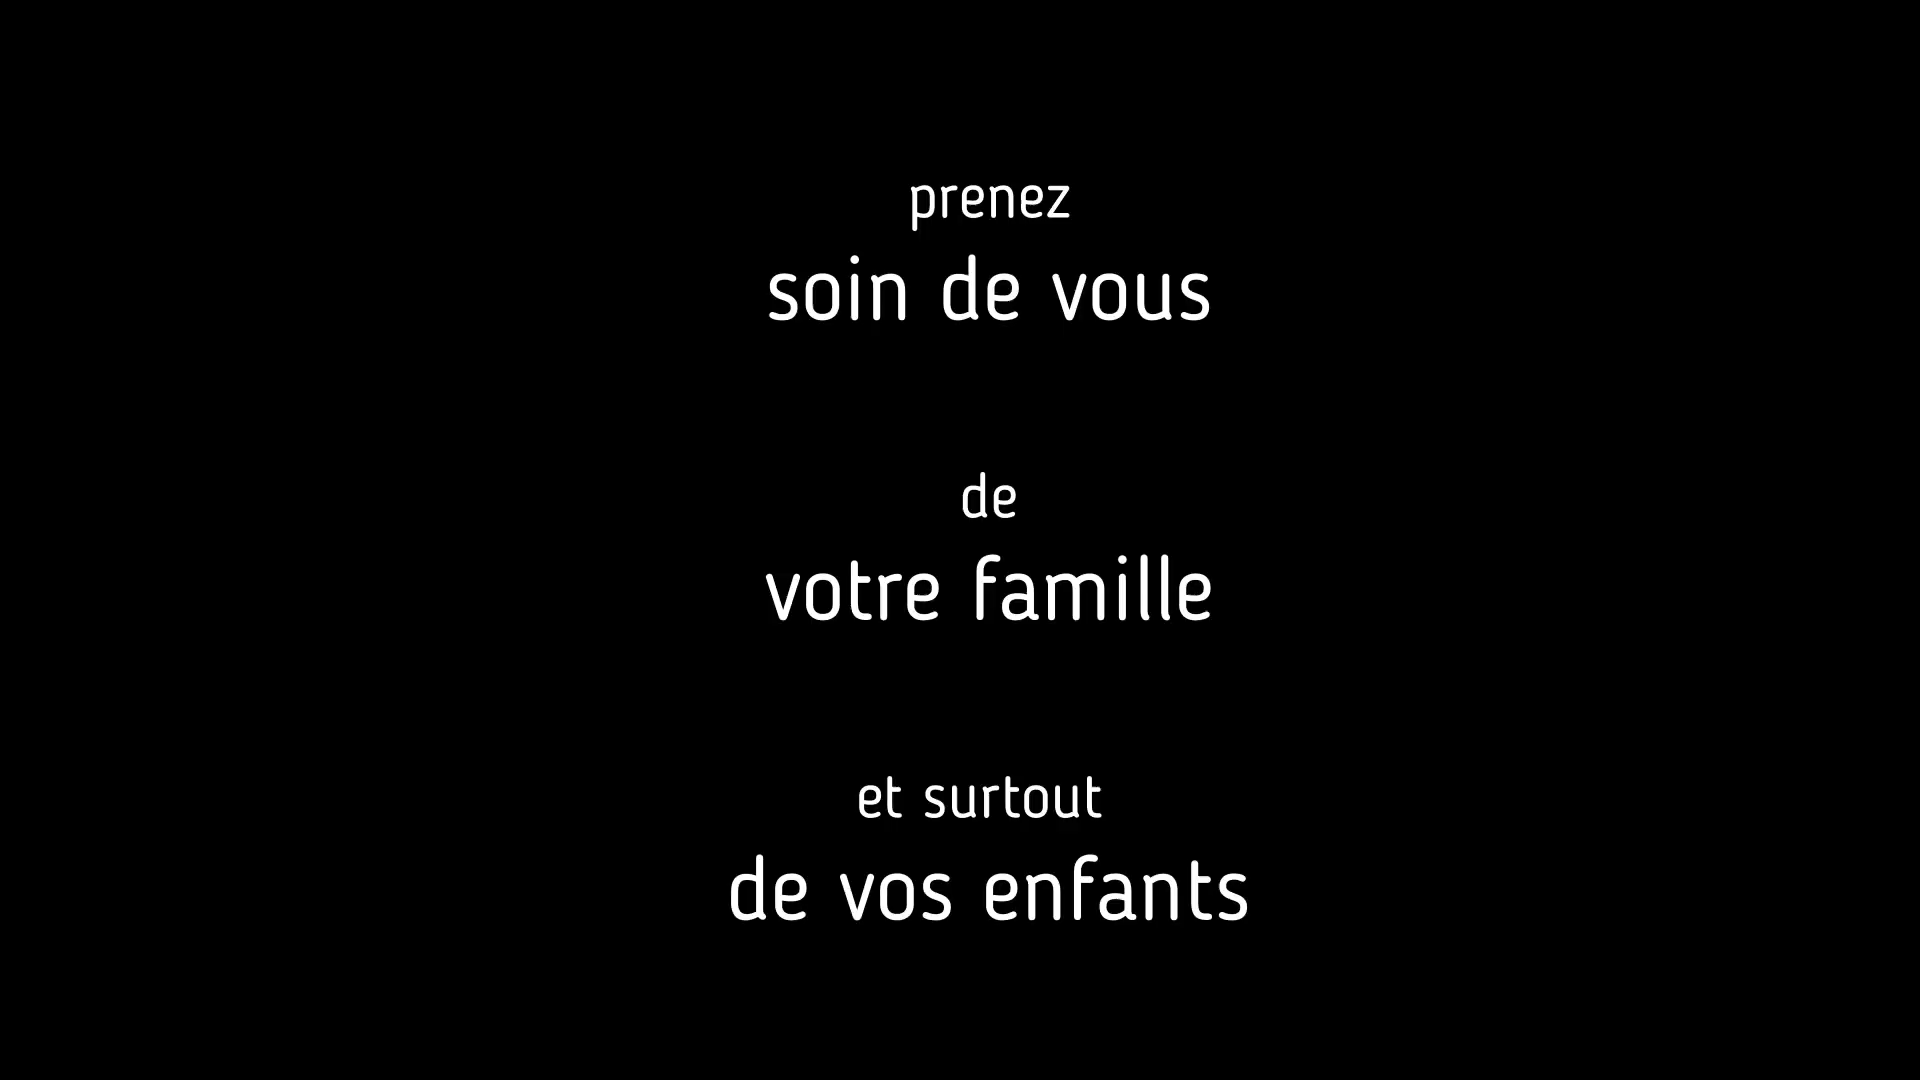 prenez
soin de vous
de
votre famille
et surtout
de vos enfants